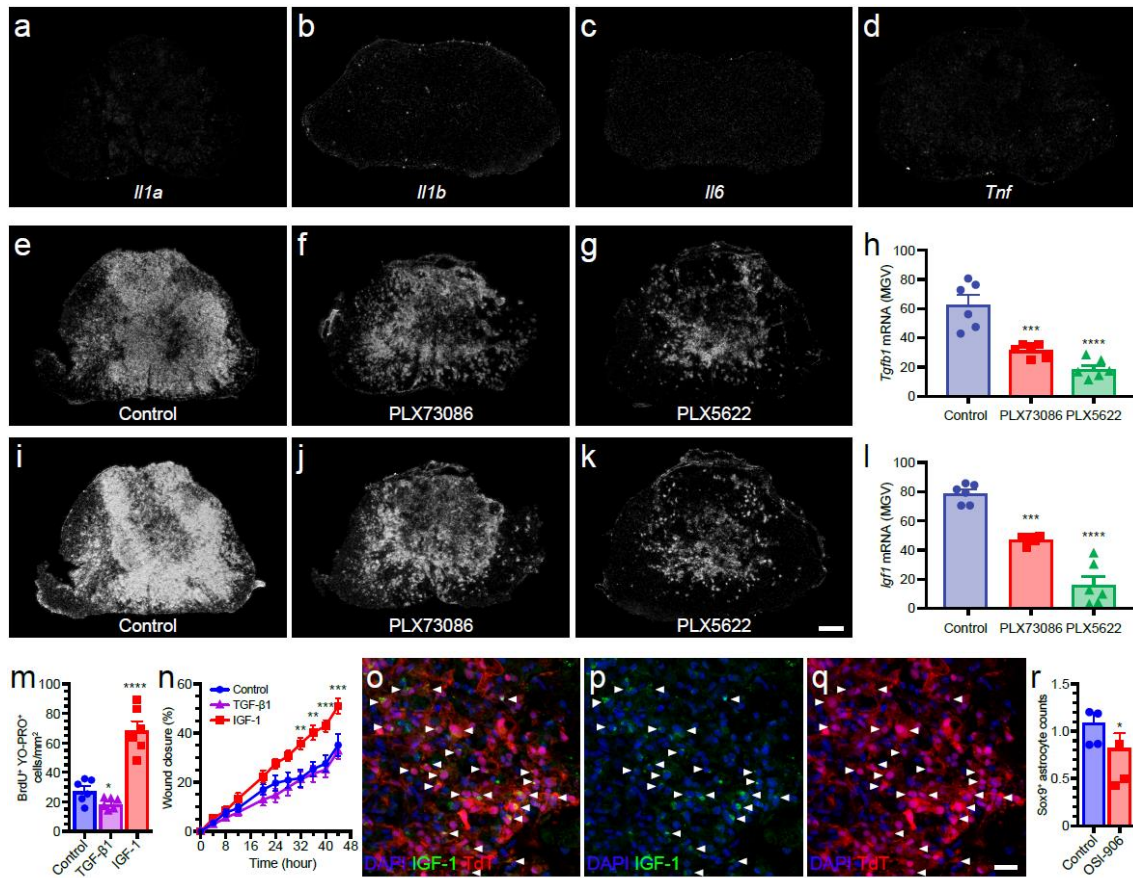 a
b
c
d
Il1a
Il1b
Il6
Tnf
e
f
g
h
Control
PLX73086
PLX5622
Tgfb1 mRNA (MGV)
100
80
60
40
20
0
***
****
Control PLX73086 PLX5622
i
j
k
l
Control
PLX73086
PLX5622
Igf1 mRNA (MGV)
100
80
60
40
20
0
***
****
Control PLX73086 PLX5622
m
BrdU⁺ YO-PRO⁺
cells/mm²
100
80
60
40
20
0
*
****
Control
TGF-β1
IGF-1
n
Wound closure (%)
60
40
20
0
Control
TGF-β1
IGF-1
**
**
***
***
0 8 16 24 32 40 48
Time (hour)
o
DAPI IGF-1 TdT
p
DAPI IGF-1
q
DAPI TdT
r
Sox9⁺ astrocyte counts
1.5
1.0
0.5
0
*
Control
OSI-906